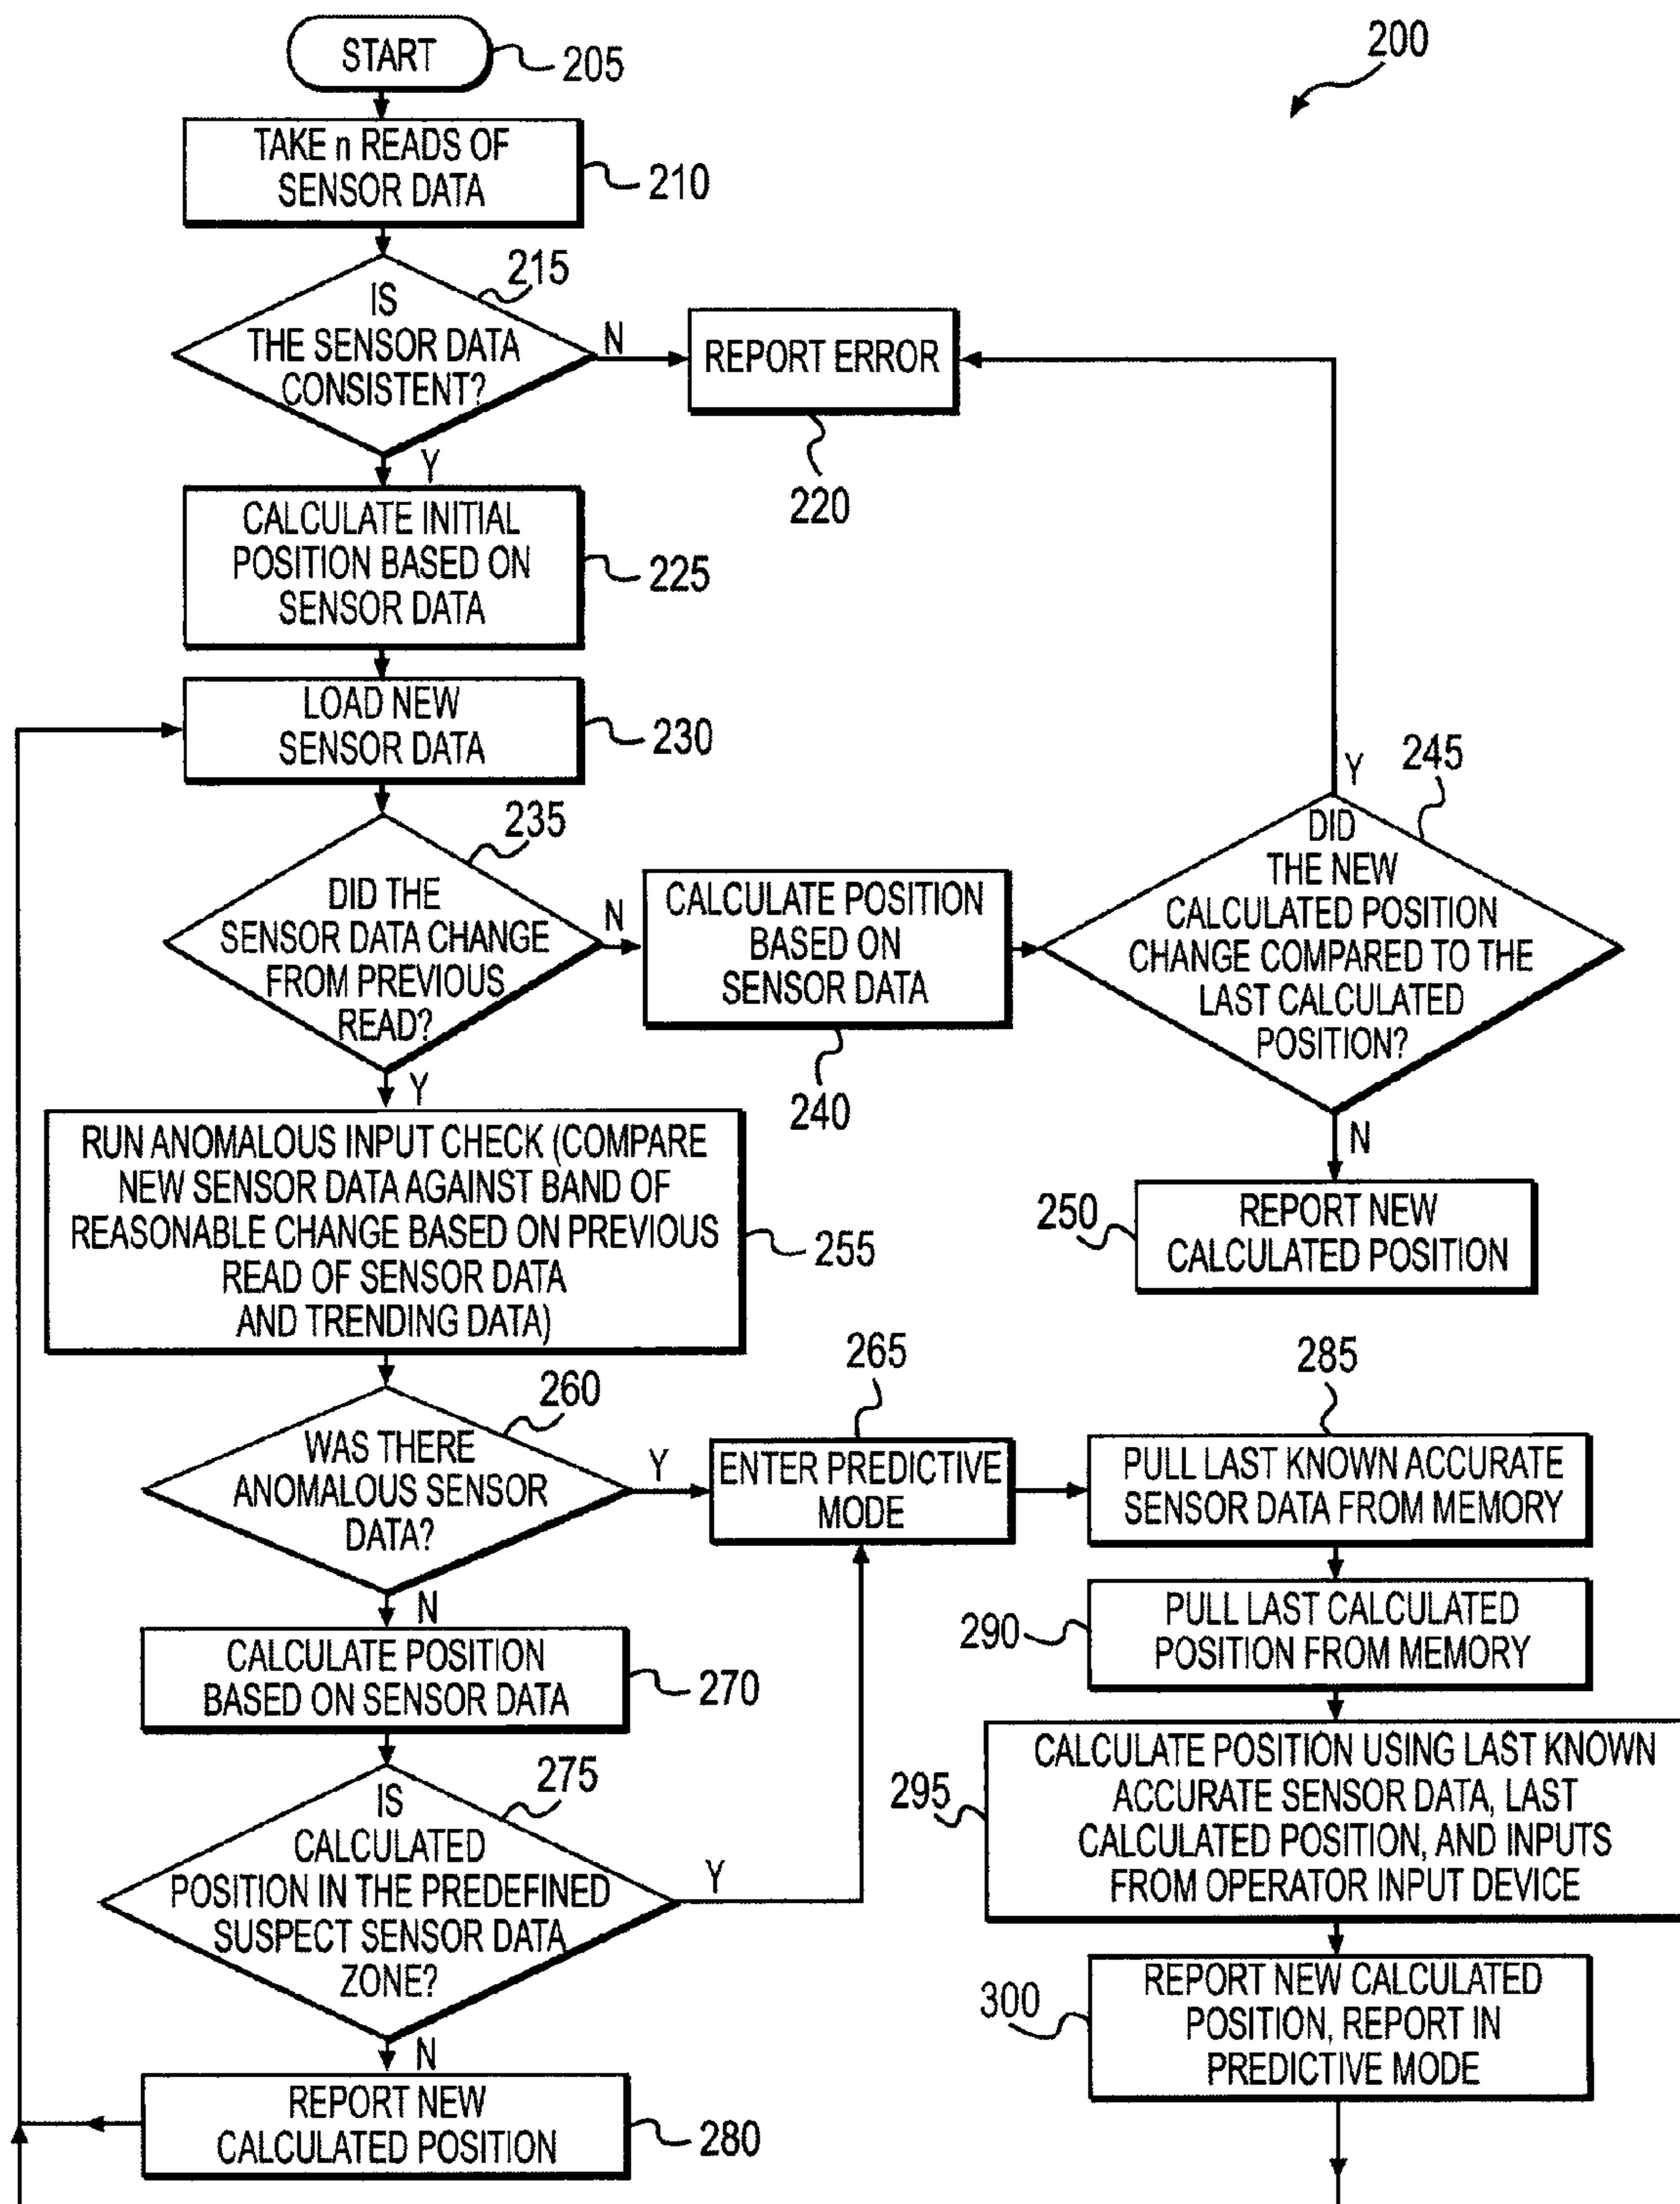 START
205
200
TAKE n READS OF
SENSOR DATA
210
215
IS
THE SENSOR DATA
CONSISTENT?
N
REPORT ERROR
220
Y
CALCULATE INITIAL
POSITION BASED ON
SENSOR DATA
225
LOAD NEW
SENSOR DATA
230
235
DID THE
SENSOR DATA CHANGE
FROM PREVIOUS
READ?
N
CALCULATE POSITION
BASED ON
SENSOR DATA
240
Y
245
DID
THE NEW
CALCULATED POSITION
CHANGE COMPARED TO THE
LAST CALCULATED
POSITION?
N
250
REPORT NEW
CALCULATED POSITION
Y
RUN ANOMALOUS INPUT CHECK (COMPARE
NEW SENSOR DATA AGAINST BAND OF
REASONABLE CHANGE BASED ON PREVIOUS
READ OF SENSOR DATA
AND TRENDING DATA)
255
260
WAS THERE
ANOMALOUS SENSOR
DATA?
Y
265
ENTER PREDICTIVE
MODE
285
PULL LAST KNOWN ACCURATE
SENSOR DATA FROM MEMORY
290
PULL LAST CALCULATED
POSITION FROM MEMORY
N
CALCULATE POSITION
BASED ON SENSOR DATA
270
275
IS
CALCULATED
POSITION IN THE PREDEFINED
SUSPECT SENSOR DATA
ZONE?
Y
295
CALCULATE POSITION USING LAST KNOWN
ACCURATE SENSOR DATA, LAST
CALCULATED POSITION, AND INPUTS
FROM OPERATOR INPUT DEVICE
300
REPORT NEW CALCULATED
POSITION, REPORT IN
PREDICTIVE MODE
N
REPORT NEW
CALCULATED POSITION
280